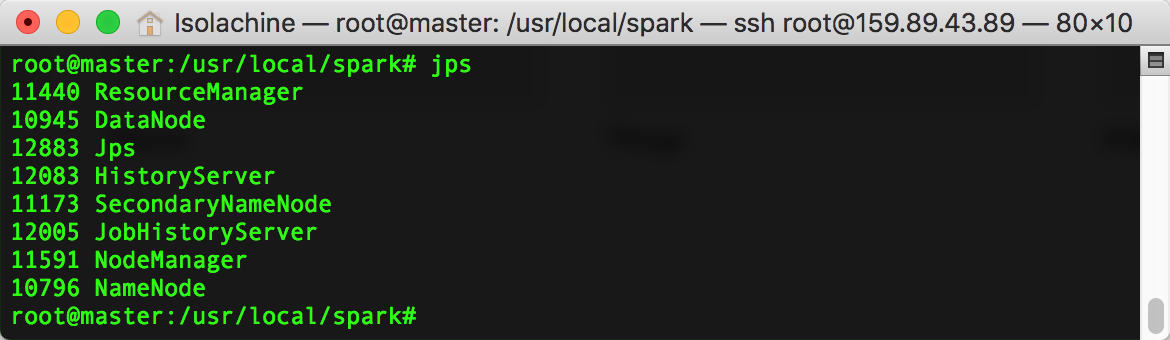 Isolachine — root@master: /usr/local/spark — ssh root@159.89.43.89 — 80×10
root@master:/usr/local/spark# jps
11440 ResourceManager
10945 DataNode
12883 Jps
12083 HistoryServer
11173 SecondaryNameNode
12005 JobHistoryServer
11591 NodeManager
10796 NameNode
root@master:/usr/local/spark#